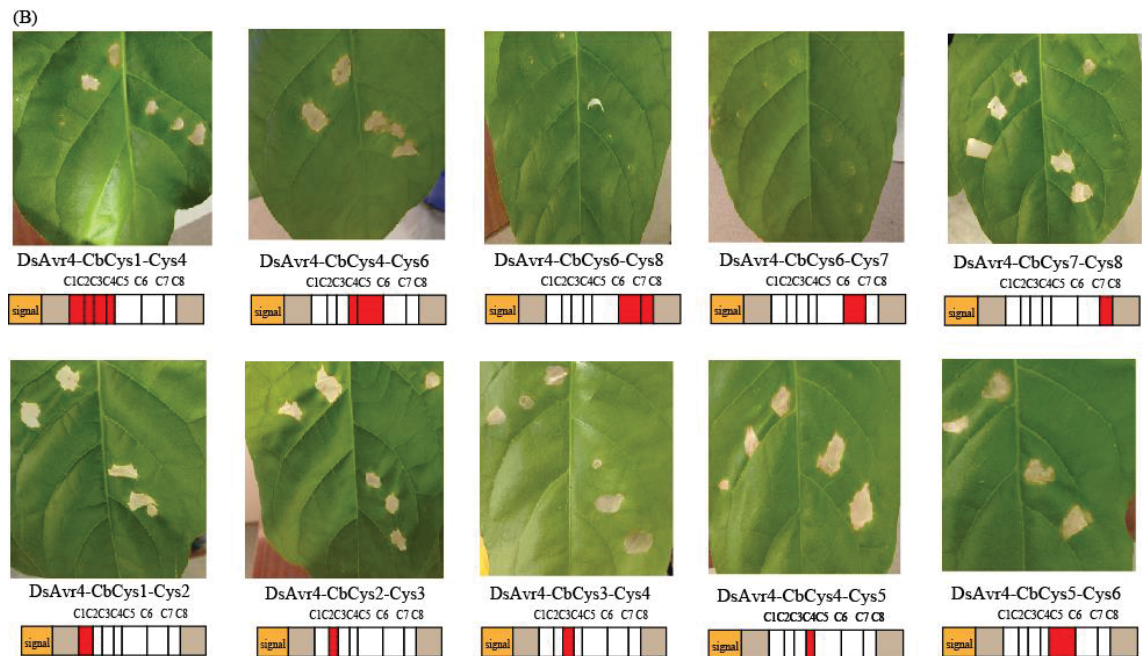 (B)
DsAvr4-CbCys1-Cys4
DsAvr4-CbCys4-Cys6
DsAvr4-CbCys6-Cys8
DsAvr4-CbCys6-Cys7
DsAvr4-CbCys7-Cys8
C1C2C3C4C5 C6 C7 C8
C1C2C3C4C5 C6 C7 C8
C1C2C3C4C5 C6 C7 C8
C1C2C3C4C5 C6 C7 C8
C1C2C3C4C5 C6 C7 C8
signal
signal
signal
signal
signal
DsAvr4-CbCys1-Cys2
DsAvr4-CbCys2-Cys3
DsAvr4-CbCys3-Cys4
DsAvr4-CbCys4-Cys5
DsAvr4-CbCys5-Cys6
C1C2C3C4C5 C6 C7 C8
C1C2C3C4C5 C6 C7 C8
C1C2C3C4C5 C6 C7 C8
C1C2C3C4C5 C6 C7 C8
C1C2C3C4C5 C6 C7 C8
signal
signal
signal
signal
signal